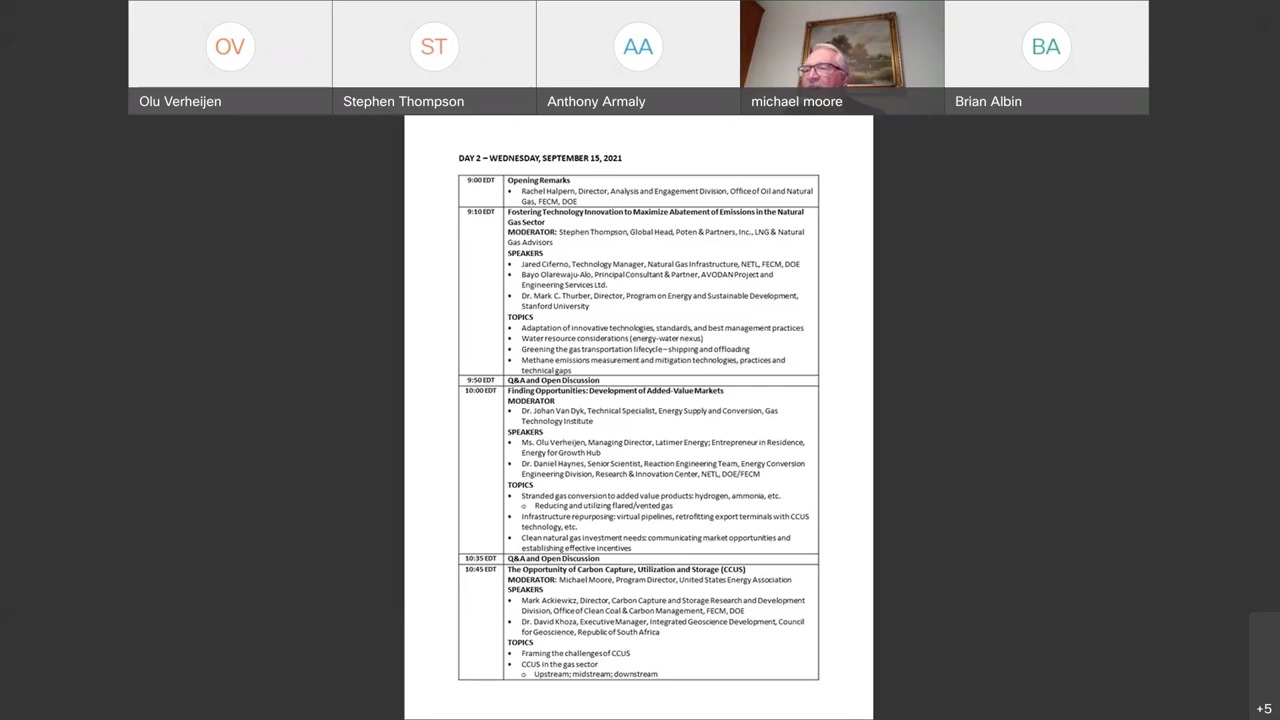 OV
ST
AA
BA
Olu Verheijen
Stephen Thompson
Anthony Armaly
michael moore
Brian Albin
DAY 2 – WEDNESDAY, SEPTEMBER 15, 2021
9:00 EDT
Opening Remarks
• Rachel Halpern, Director, Analysis and Engagement Division, Office of Oil and Natural
Gas, FECM, DOE
9:10 EDT
Fostering Technology Innovation to Maximize Abatement of Emissions in the Natural
Gas Sector
MODERATOR: Stephen Thompson, Global Head, Poten & Partners, Inc., LNG & Natural
Gas Advisors
SPEAKERS
• Jared Ciferno, Technology Manager, Natural Gas Infrastructure, NETL, FECM, DOE
• Bayo Olarewaju-Alo, Principal Consultant & Partner, AVODAN Project and
Engineering Services Ltd.
• Dr. Mark C. Thurber, Director, Program on Energy and Sustainable Development,
Stanford University
TOPICS
• Adaptation of innovative technologies, standards, and best management practices
• Water resource considerations (energy-water nexus)
• Greening the gas transportation lifecycle – shipping and offloading
• Methane emissions measurement and mitigation technologies, practices and
technical gaps
9:50 EDT
Q&A and Open Discussion
10:00 EDT
Finding Opportunities: Development of Added-Value Markets
MODERATOR
• Dr. Johan Van Dyk, Technical Specialist, Energy Supply and Conversion, Gas
Technology Institute
SPEAKERS
• Ms. Olu Verheijen, Managing Director, Latimer Energy; Entrepreneur in Residence,
Energy for Growth Hub
• Dr. Daniel Haynes, Senior Scientist, Reaction Engineering Team, Energy Conversion
Engineering Division, Research & Innovation Center, NETL, DOE/FECM
TOPICS
• Stranded gas conversion to added value products: hydrogen, ammonia, etc.
o Reducing and utilizing flared/vented gas
• Infrastructure repurposing: virtual pipelines, retrofitting export terminals with CCUS
technology, etc.
• Clean natural gas investment needs: communicating market opportunities and
establishing effective incentives
10:35 EDT
Q&A and Open Discussion
10:45 EDT
The Opportunity of Carbon Capture, Utilization and Storage (CCUS)
MODERATOR: Michael Moore, Program Director, United States Energy Association
SPEAKERS
• Mark Ackiewicz, Director, Carbon Capture and Storage Research and Development
Division, Office of Clean Coal & Carbon Management, FECM, DOE
• Dr. David Khoza, Executive Manager, Integrated Geoscience Development, Council
for Geoscience, Republic of South Africa
TOPICS
• Framing the challenges of CCUS
• CCUS in the gas sector
o Upstream; midstream; downstream
+5